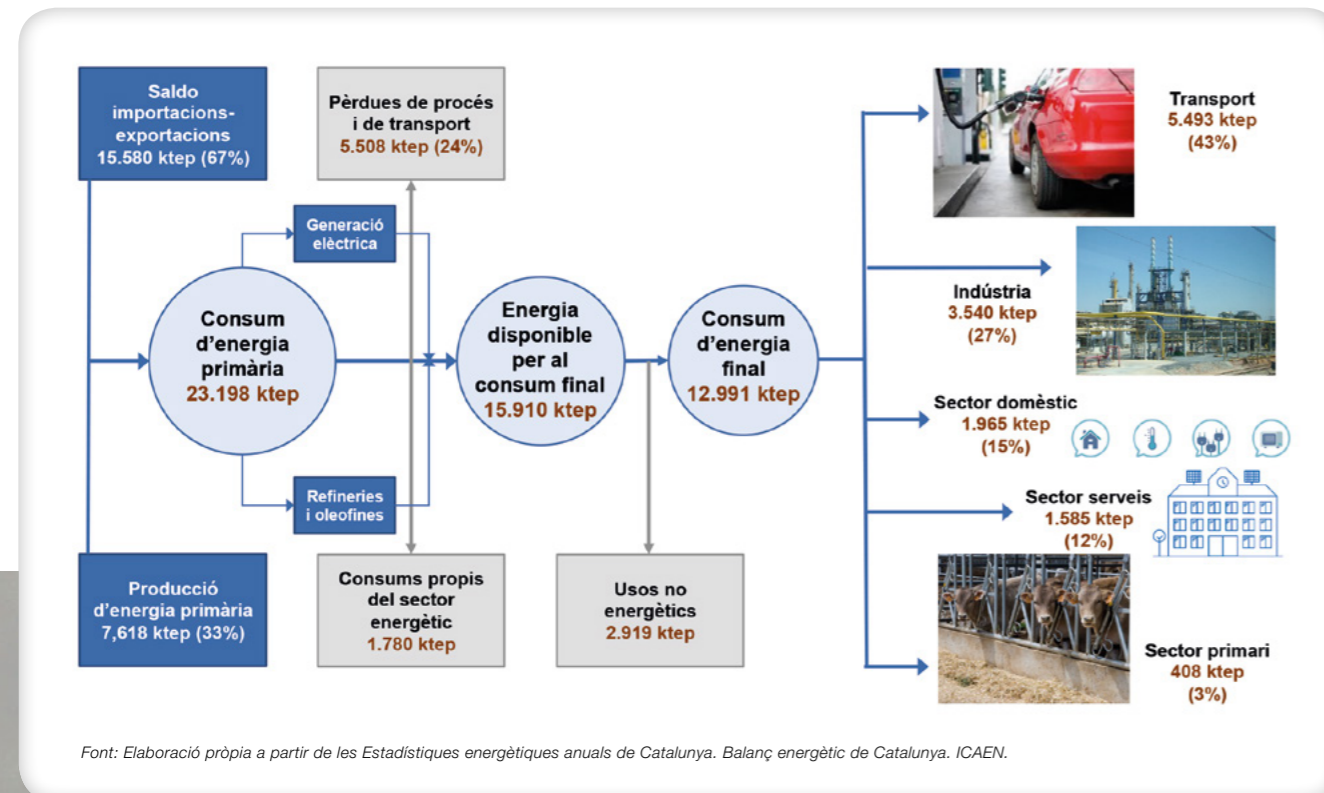 Saldo
importacions-
exportacions
15.580 ktep (67%)
Pèrdues de procés
i de transport
5.508 ktep (24%)
Transport
5.493 ktep
(43%)
Generació
elèctrica
Consum
d'energia
primària
23.198 ktep
Energia
disponible
per al
consum final
15.910 ktep
Consum
d'energia
final
12.991 ktep
Indústria
3.540 ktep
(27%)
Sector domèstic
1.965 ktep
(15%)
Refineries
i oleofines
Sector serveis
1.585 ktep
(12%)
Producció
d'energia primària
7,618 ktep (33%)
Consums propis
del sector
energètic
1.780 ktep
Usos no
energètics
2.919 ktep
Sector primari
408 ktep
(3%)
Font: Elaboració pròpia a partir de les Estadístiques energètiques anuals de Catalunya. Balanç energètic de Catalunya. ICAEN.